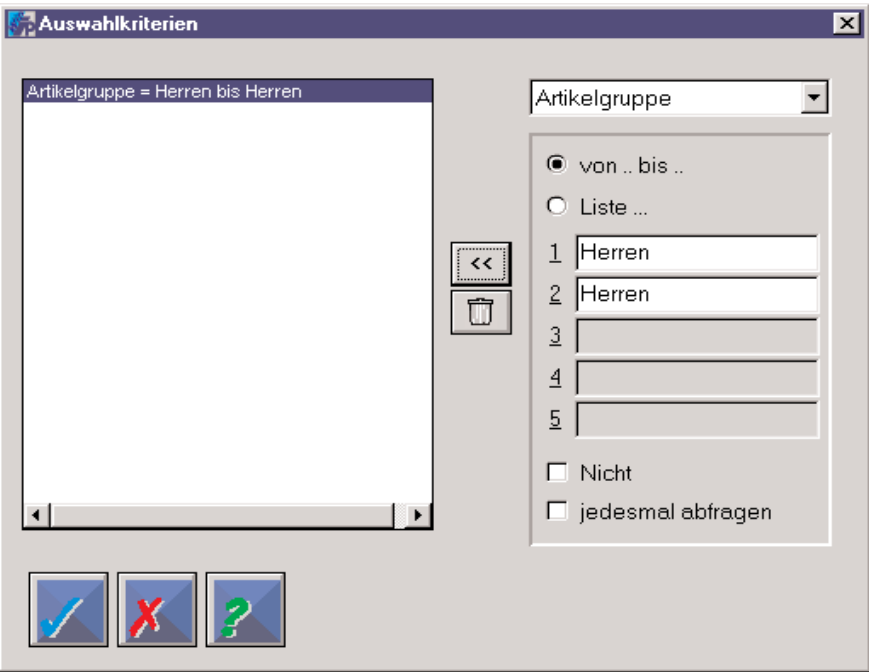 Auswahlkriterien
Artikelgruppe = Herren bis Herren
Artikelgruppe
von .. bis ..
Liste ...
<<
1 Herren
2 Herren
3
4
5
Nicht
jedesmal abfragen